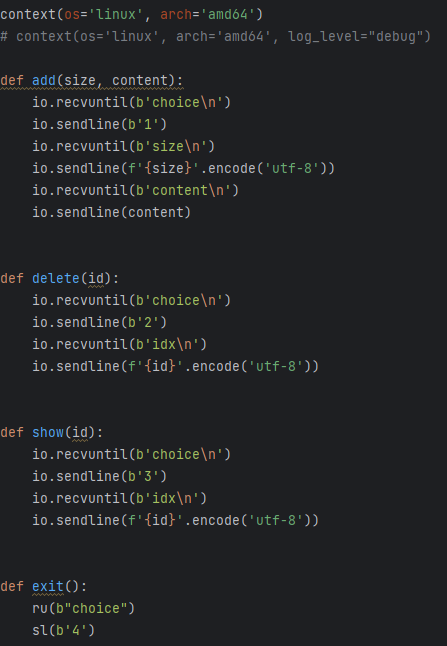 context(os='linux', arch='amd64')
# context(os='linux', arch='amd64', log_level="debug")
def add(size, content):
    io.recvuntil(b'choice\n')
    io.sendline(b'1')
    io.recvuntil(b'size\n')
    io.sendline(f'{size}'.encode('utf-8'))
    io.recvuntil(b'content\n')
    io.sendline(content)
def delete(id):
    io.recvuntil(b'choice\n')
    io.sendline(b'2')
    io.recvuntil(b'idx\n')
    io.sendline(f'{id}'.encode('utf-8'))
def show(id):
    io.recvuntil(b'choice\n')
    io.sendline(b'3')
    io.recvuntil(b'idx\n')
    io.sendline(f'{id}'.encode('utf-8'))
def exit():
    ru(b"choice")
    sl(b'4')